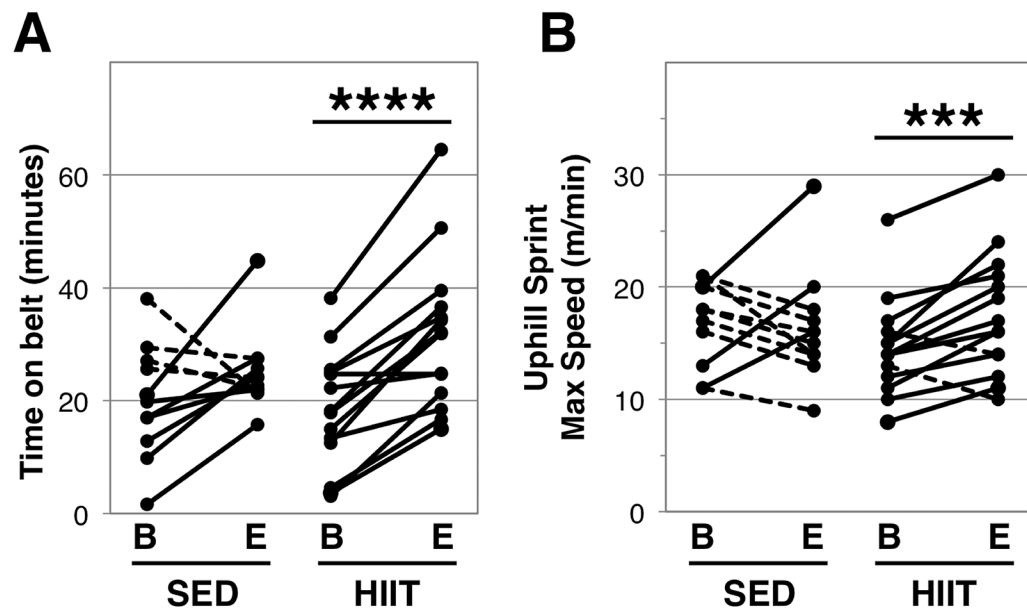 A
Time on belt (minutes)
60
40
20
0
****
B E B E
SED HIIT
B
Uphill Sprint
Max Speed (m/min)
30
20
10
0
***
B E B E
SED HIIT